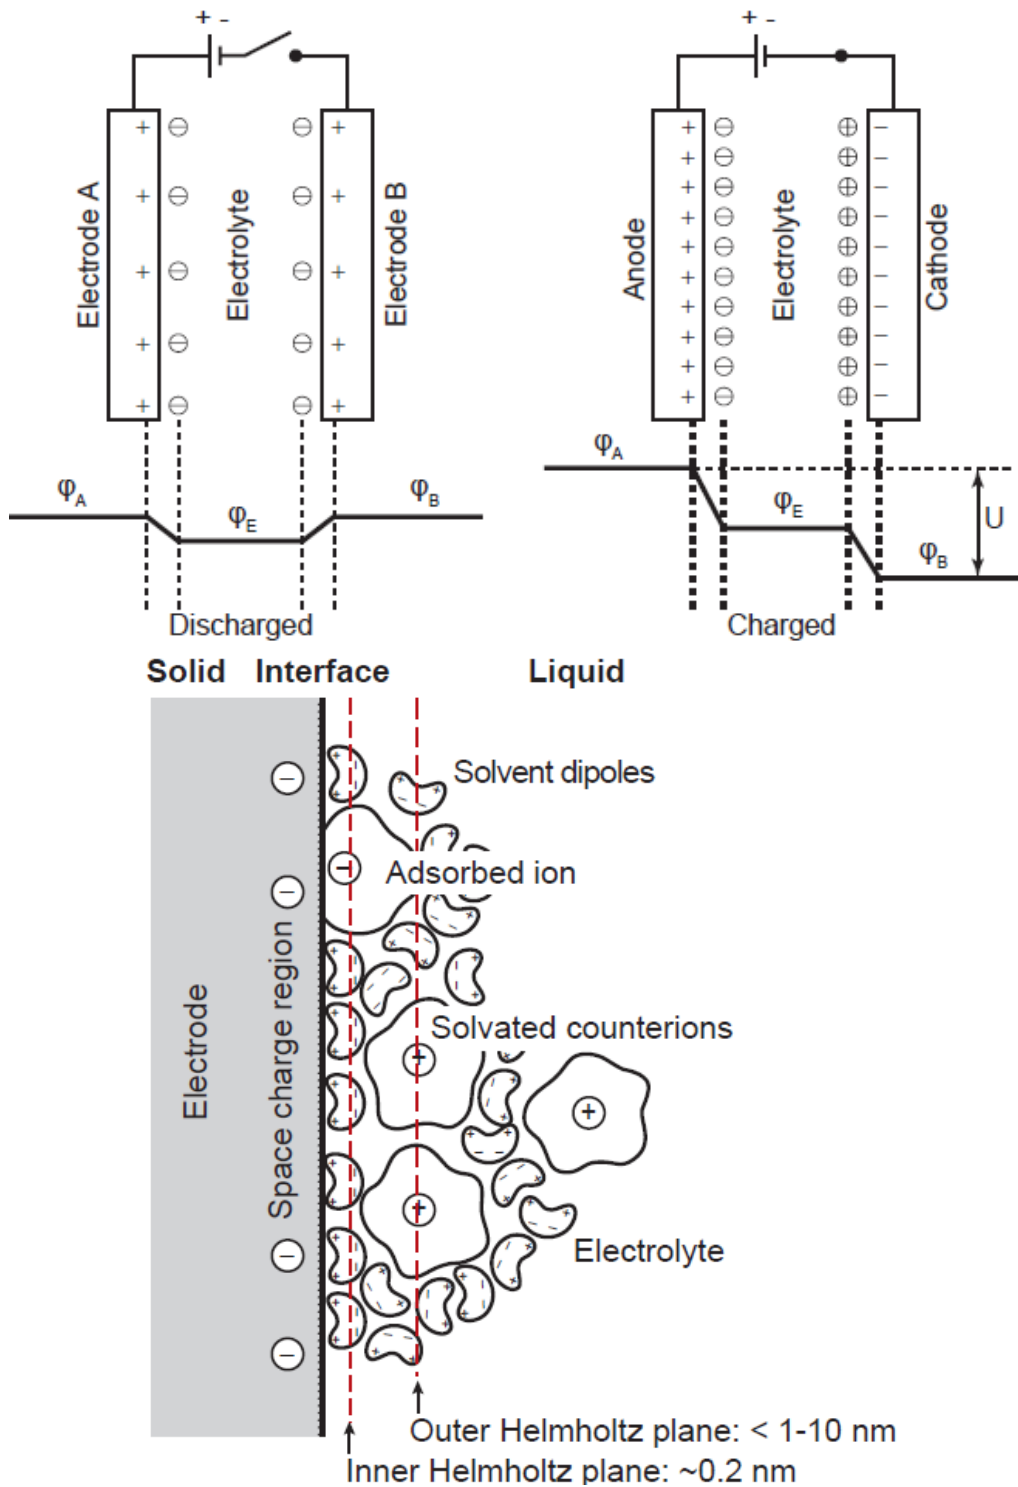 + -
+ -
Electrode A
Electrolyte
Electrode B
Anode
Electrolyte
Cathode
φA
φE
φB
φA
φE
φB
U
Discharged
Charged
Solid Interface Liquid
Solvent dipoles
Adsorbed ion
Solvated counterions
Electrode
Space charge region
Electrolyte
Outer Helmholtz plane: < 1-10 nm
Inner Helmholtz plane: ~0.2 nm